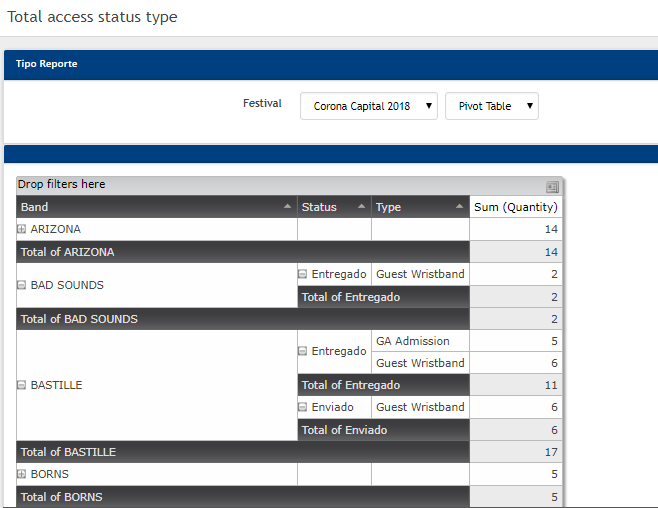 Total access status type
Tipo Reporte
Festival Corona Capital 2018 Pivot Table
Drop filters here
Band Status Type Sum (Quantity)
ARIZONA 14
Total of ARIZONA 14
BAD SOUNDS Entregado Guest Wristband 2
Total of Entregado 2
Total of BAD SOUNDS 2
BASTILLE Entregado GA Admission 5
Guest Wristband 6
Total of Entregado 11
Enviado Guest Wristband 6
Total of Enviado 6
Total of BASTILLE 17
BORNS 5
Total of BORNS 5